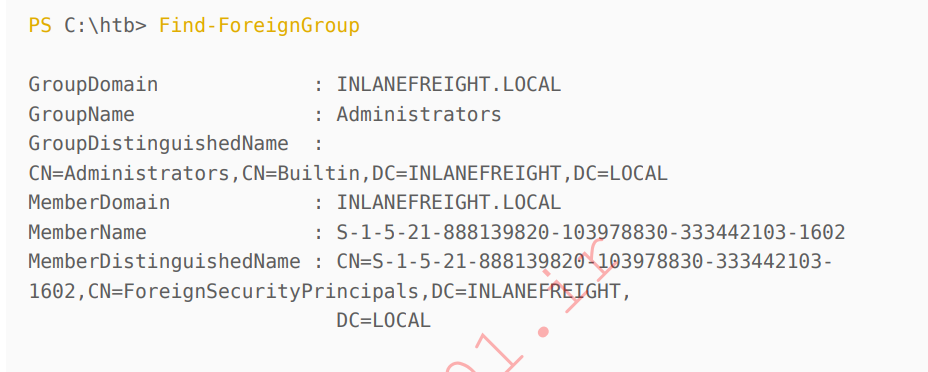 PS C:\htb> Find-ForeignGroup
GroupDomain             : INLANEFREIGHT.LOCAL
GroupName               : Administrators
GroupDistinguishedName  :
CN=Administrators,CN=Builtin,DC=INLANEFREIGHT,DC=LOCAL
MemberDomain            : INLANEFREIGHT.LOCAL
MemberName              : S-1-5-21-888139820-103978830-333442103-1602
MemberDistinguishedName : CN=S-1-5-21-888139820-103978830-333442103-
1602,CN=ForeignSecurityPrincipals,DC=INLANEFREIGHT,
                          DC=LOCAL
01.ir